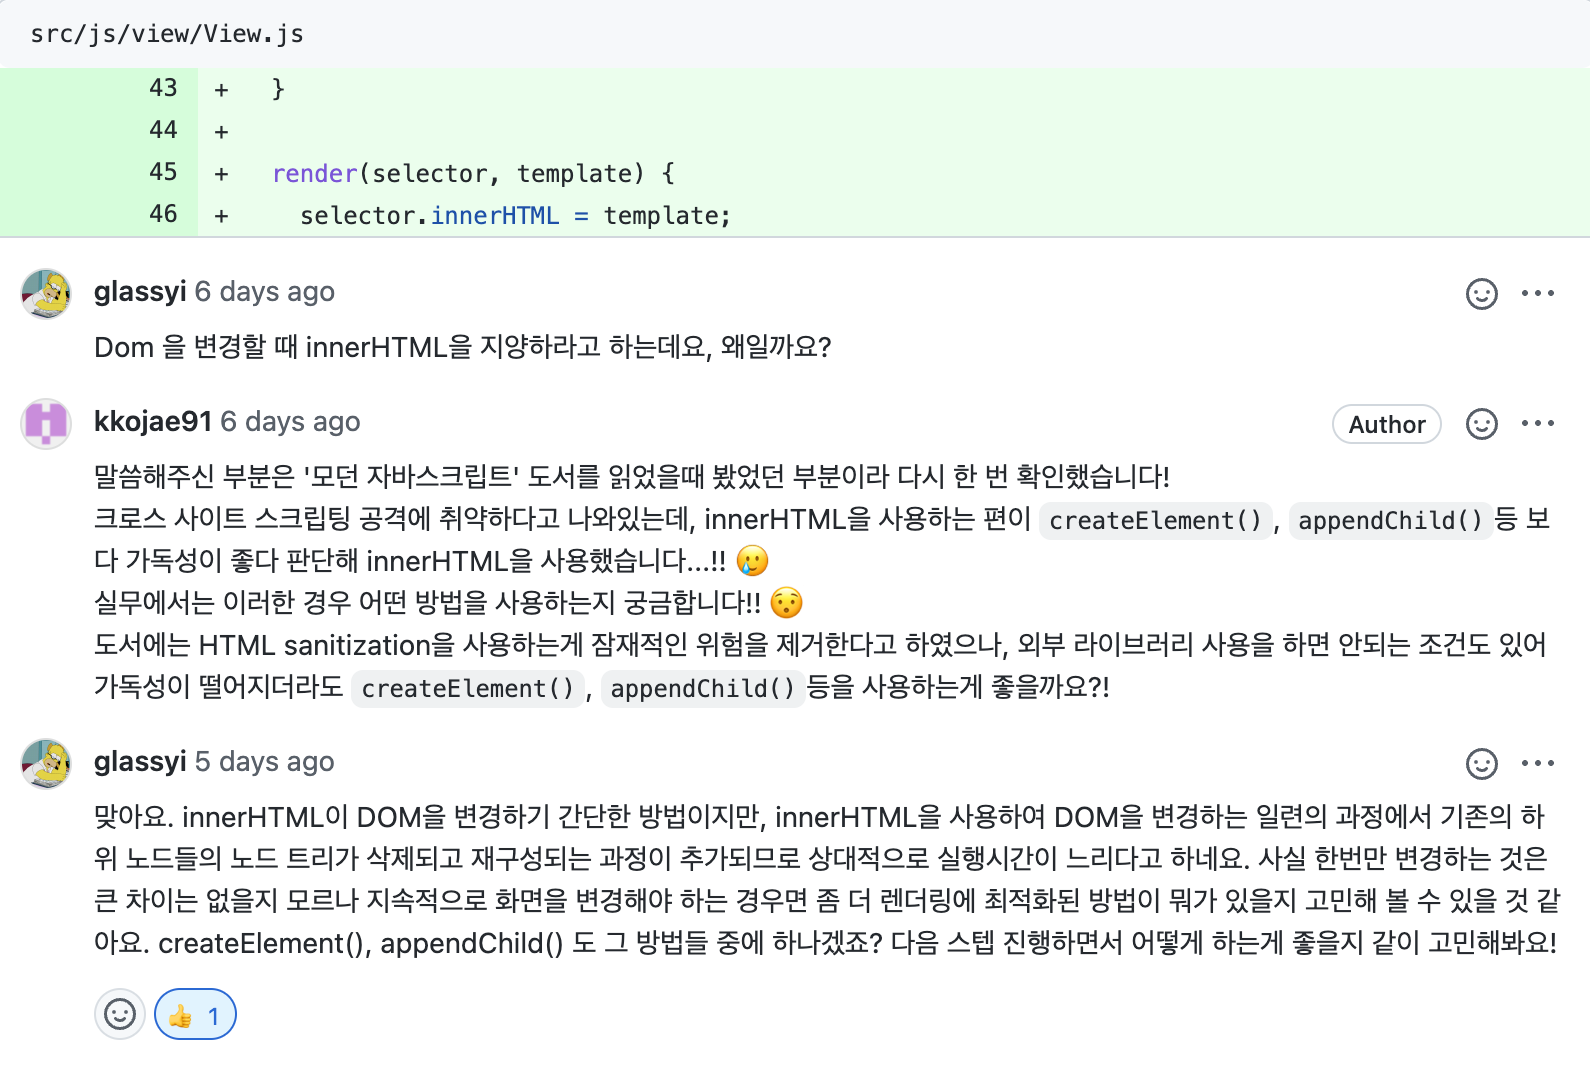 src/js/view/View.js
43 + }
44 +
45 + render(selector, template) {
46 + selector.innerHTML = template;
glassyi 6 days ago
Dom 을 변경할 때 innerHTML을 지양하라고 하는데요, 왜일까요?
kkojae91 6 days ago Author
말씀해주신 부분은 '모던 자바스크립트' 도서를 읽었을때 봤었던 부분이라 다시 한 번 확인했습니다!
크로스 사이트 스크립팅 공격에 취약하다고 나와있는데, innerHTML을 사용하는 편이 createElement(), appendChild()등 보
다 가독성이 좋다 판단해 innerHTML을 사용했습니다...!! 🥲
실무에서는 이러한 경우 어떤 방법을 사용하는지 궁금합니다!! 😯
도서에는 HTML sanitization을 사용하는게 잠재적인 위험을 제거한다고 하였으나, 외부 라이브러리 사용을 하면 안되는 조건도 있어
가독성이 떨어지더라도 createElement(), appendChild()등을 사용하는게 좋을까요?!
glassyi 5 days ago
맞아요. innerHTML이 DOM을 변경하기 간단한 방법이지만, innerHTML을 사용하여 DOM을 변경하는 일련의 과정에서 기존의 하
위 노드들의 노드 트리가 삭제되고 재구성되는 과정이 추가되므로 상대적으로 실행시간이 느리다고 하네요. 사실 한번만 변경하는 것은
큰 차이는 없을지 모르나 지속적으로 화면을 변경해야 하는 경우면 좀 더 렌더링에 최적화된 방법이 뭐가 있을지 고민해 볼 수 있을 것 같
아요. createElement(), appendChild() 도 그 방법들 중에 하나겠죠? 다음 스텝 진행하면서 어떻게 하는게 좋을지 같이 고민해봐요!
👍 1